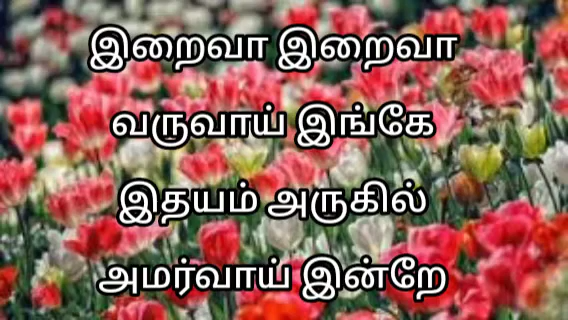 இறைவா இறைவா
வருவாய் இங்கே
இதயம் அருகில்
அமர்வாய் இன்றே